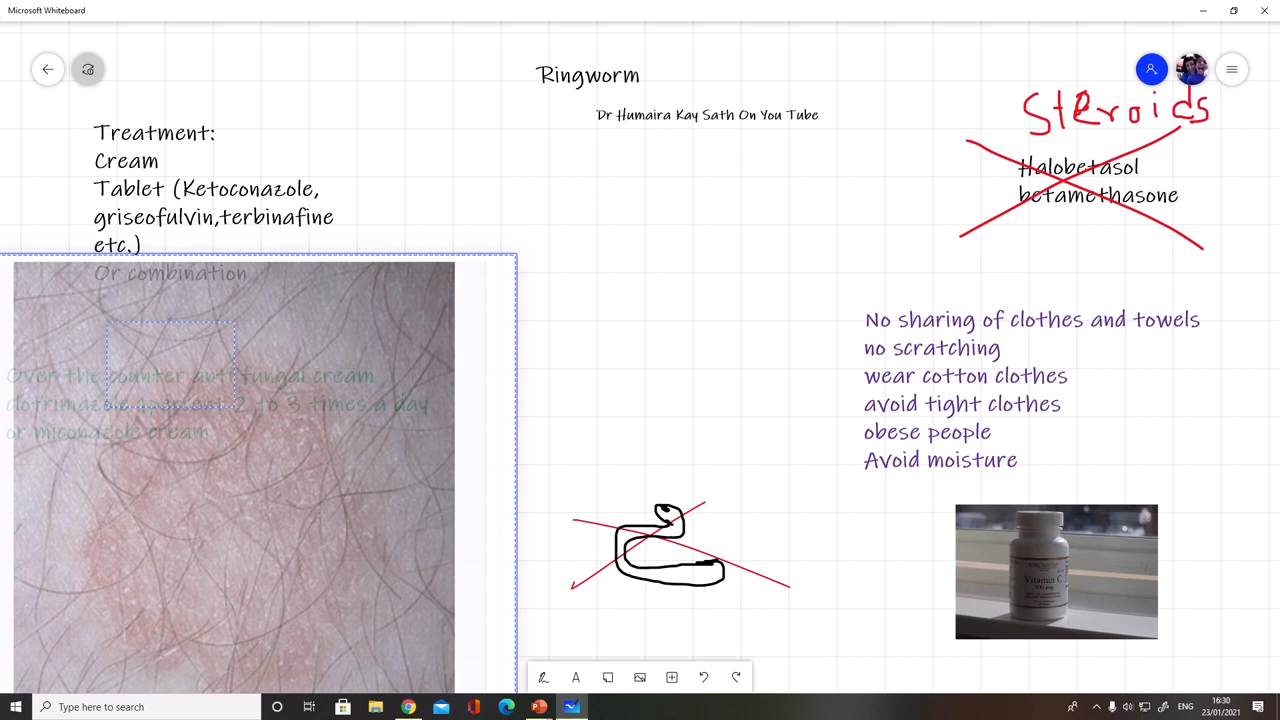 Microsoft Whiteboard
Ringworm
Dr Humaira Kay Sath On You Tube
Steroids
Halobetasol
betamethasone
Treatment:
Cream
Tablet (Ketoconazole,
griseofulvin,terbinafine
etc.)
Or combination
Over the counter anti fungal cream
to 3 times a day
or miconazole cream
No sharing of clothes and towels
no scratching
wear cotton clothes
avoid tight clothes
obese people
Avoid moisture
Vitamin C
Type here to search
ENG
16:30
23/01/2021